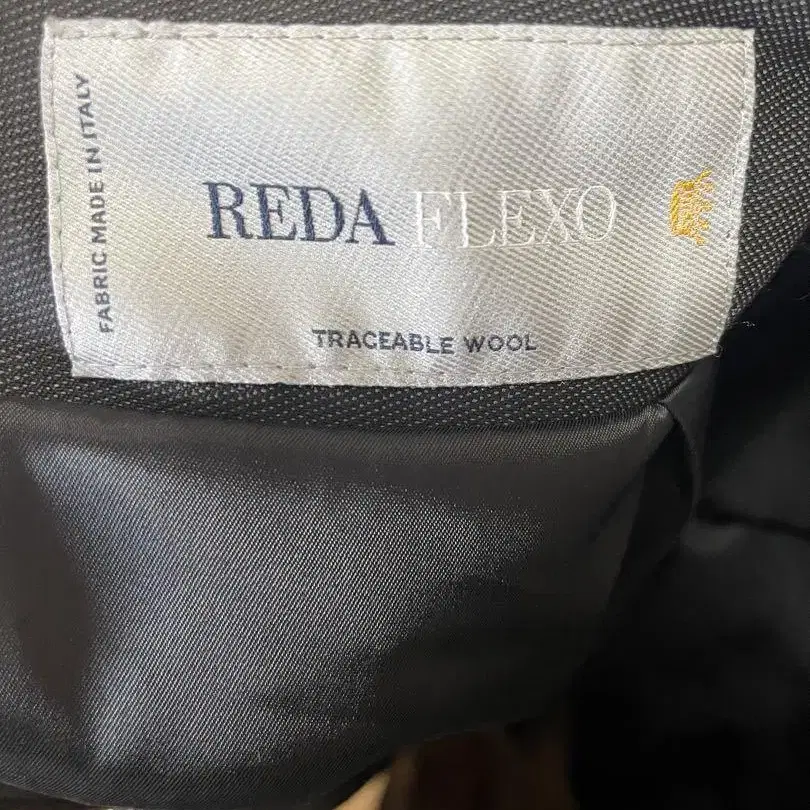 FABRIC MADE IN ITALY
REDA FLEXO
TRACEABLE WOOL